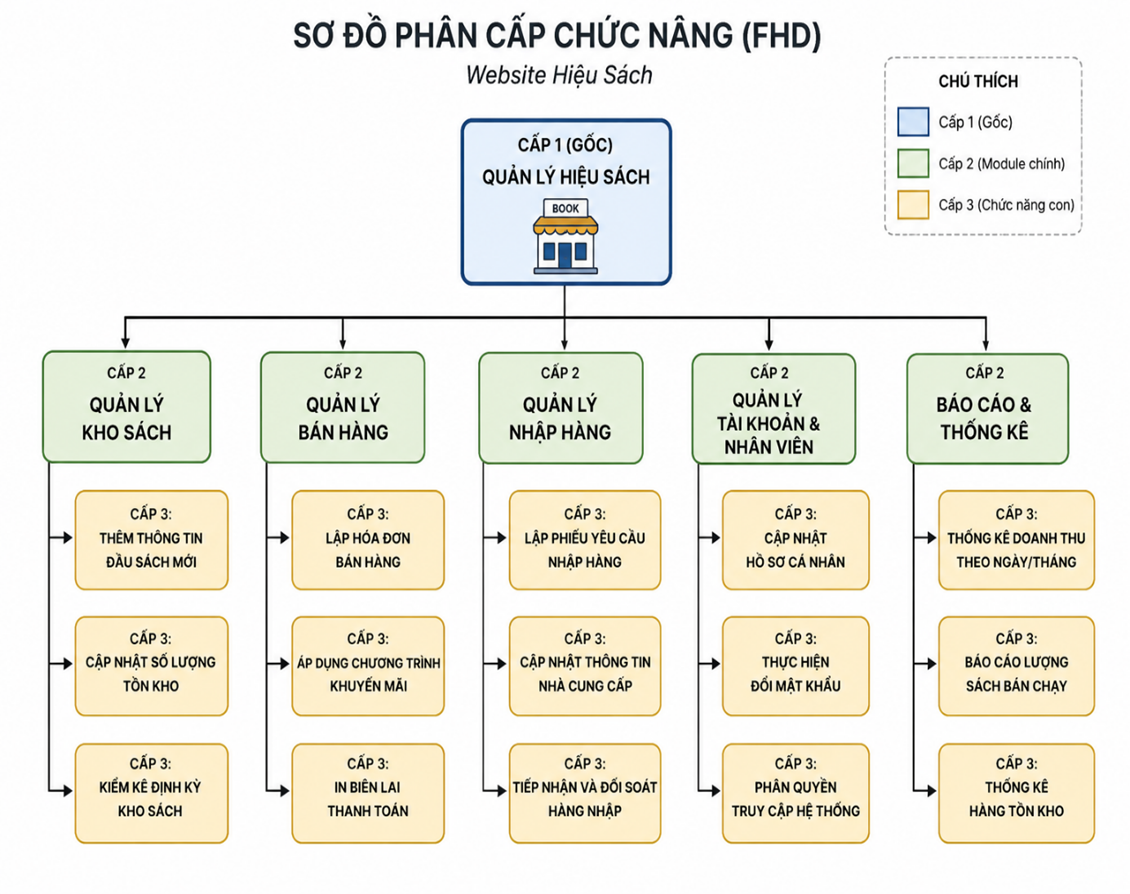 SƠ ĐỒ PHÂN CẤP CHỨC NĂNG (FHD)
Website Hiệu Sách
CHÚ THÍCH
Cấp 1 (Gốc)
Cấp 2 (Module chính)
Cấp 3 (Chức năng con)
CẤP 1 (GỐC)
QUẢN LÝ HIỆU SÁCH
BOOK
CẤP 2
QUẢN LÝ
KHO SÁCH
CẤP 3:
THÊM THÔNG TIN
ĐẦU SÁCH MỚI
CẤP 3:
CẬP NHẬT SỐ LƯỢNG
TỒN KHO
CẤP 3:
KIỂM KÊ ĐỊNH KỲ
KHO SÁCH
CẤP 2
QUẢN LÝ
BÁN HÀNG
CẤP 3:
LẬP HÓA ĐƠN
BÁN HÀNG
CẤP 3:
ÁP DỤNG CHƯƠNG TRÌNH
KHUYẾN MÃI
CẤP 3:
IN BIÊN LAI
THANH TOÁN
CẤP 2
QUẢN LÝ
NHẬP HÀNG
CẤP 3:
LẬP PHIẾU YÊU CẦU
NHẬP HÀNG
CẤP 3:
CẬP NHẬT THÔNG TIN
NHÀ CUNG CẤP
CẤP 3:
TIẾP NHẬN VÀ ĐỐI SOÁT
HÀNG NHẬP
CẤP 2
QUẢN LÝ
TÀI KHOẢN &
NHÂN VIÊN
CẤP 3:
CẬP NHẬT
HỒ SƠ CÁ NHÂN
CẤP 3:
THỰC HIỆN
ĐỔI MẬT KHẨU
CẤP 3:
PHÂN QUYỀN
TRUY CẬP HỆ THỐNG
CẤP 2
BÁO CÁO &
THỐNG KÊ
CẤP 3:
THỐNG KÊ DOANH THU
THEO NGÀY/THÁNG
CẤP 3:
BÁO CÁO LƯỢNG
SÁCH BÁN CHẠY
CẤP 3:
THỐNG KÊ
HÀNG TỒN KHO